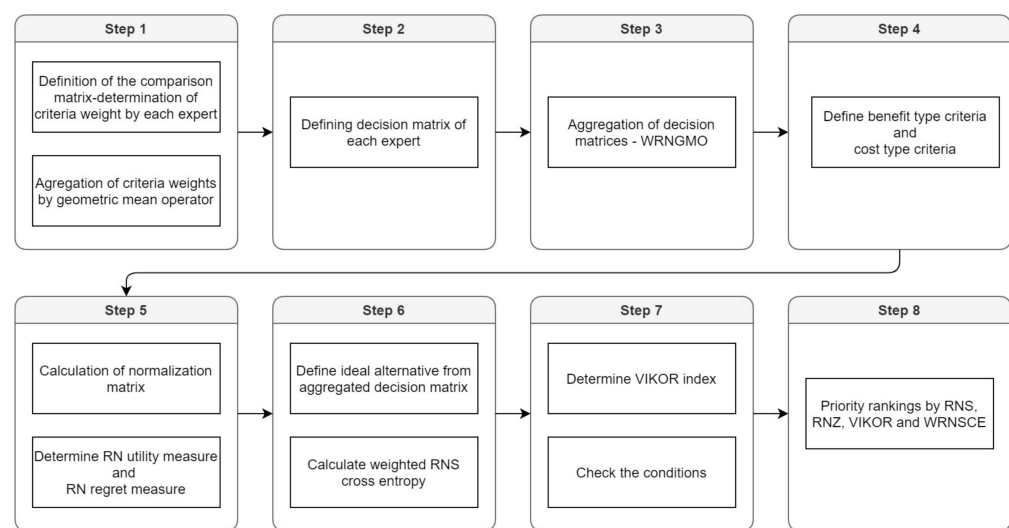 Step 1
Definition of the comparison
matrix-determination of
criteria weight by each expert
Agregation of criteria weights
by geometric mean operator
Step 2
Defining decision matrix of
each expert
Step 3
Aggregation of decision
matrices - WRNGMO
Step 4
Define benefit type criteria
and
cost type criteria
Step 5
Calculation of normalization
matrix
Determine RN utility measure
and
RN regret measure
Step 6
Define ideal alternative from
aggregated decision matrix
Calculate weighted RNS
cross entropy
Step 7
Determine VIKOR index
Check the conditions
Step 8
Priority rankings by RNS,
RNZ, VIKOR and WRNSCE